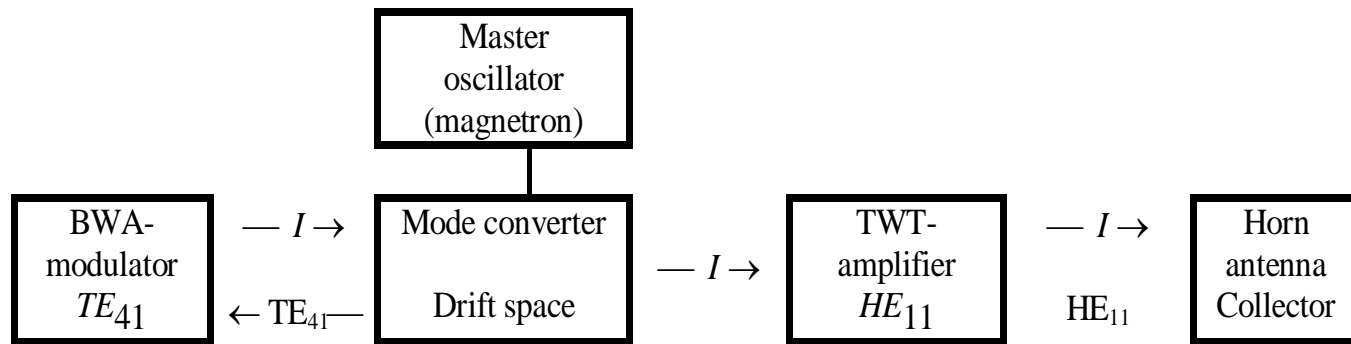 Master
oscillator
(magnetron)
BWA-
modulator
TE41
— I →
← TE41—
Mode converter
Drift space
— I →
TWT-
amplifier
HE11
— I →
HE11
Horn
antenna
Collector